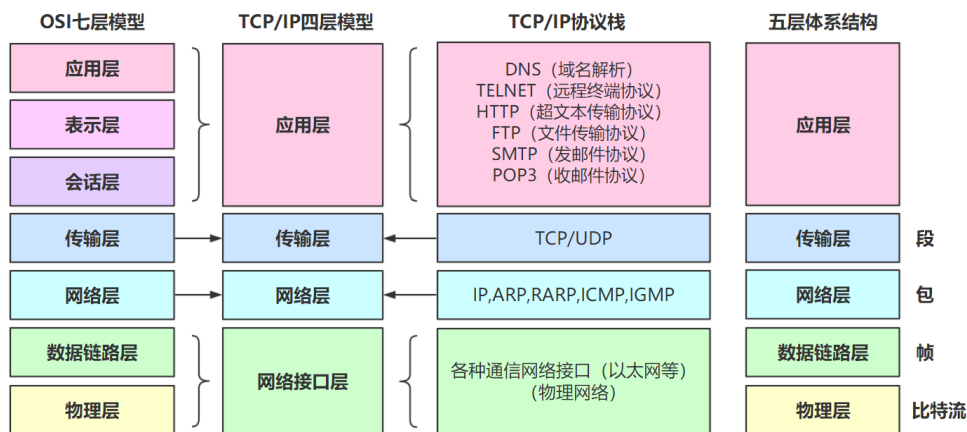 OSI七层模型
TCP/IP四层模型
TCP/IP协议栈
五层体系结构
应用层
表示层
会话层
应用层
DNS（域名解析）
TELNET（远程终端协议）
HTTP（超文本传输协议）
FTP（文件传输协议）
SMTP（发邮件协议）
POP3（收邮件协议）
应用层
传输层
传输层
TCP/UDP
传输层
段
网络层
网络层
IP,ARP,RARP,ICMP,IGMP
网络层
包
数据链路层
物理层
网络接口层
各种通信网络接口（以太网等）
（物理网络）
数据链路层
帧
物理层
比特流